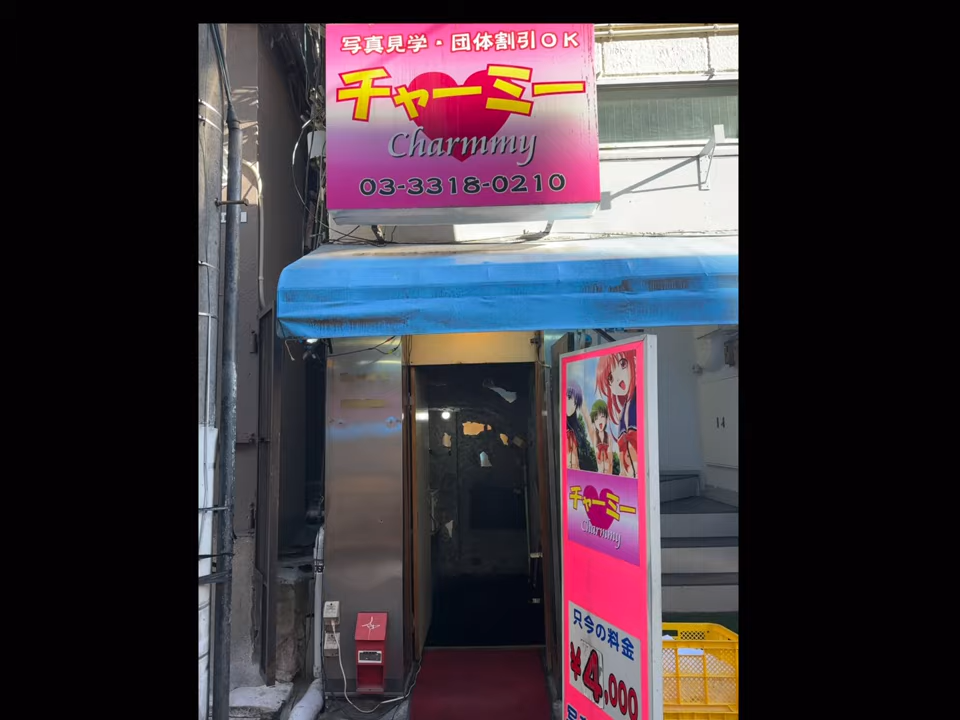 写真見学・団体割引OK
チャーミー
Charmmy
03-3318-0210
チャーミー
Charmmy
只今の料金
¥4,000
14